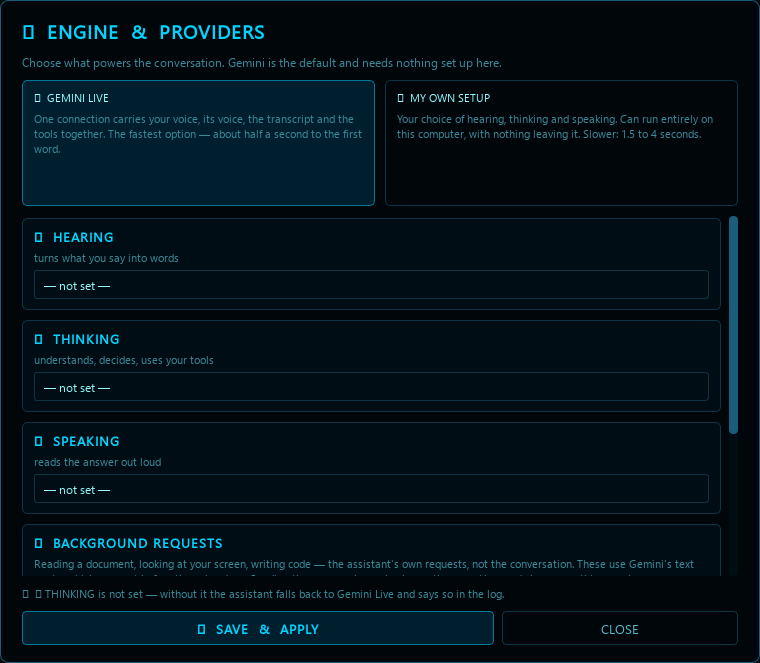 ENGINE & PROVIDERS
Choose what powers the conversation. Gemini is the default and needs nothing set up here.
GEMINI LIVE
One connection carries your voice, its voice, the transcript and the
tools together. The fastest option — about half a second to the first
word.
MY OWN SETUP
Your choice of hearing, thinking and speaking. Can run entirely on
this computer, with nothing leaving it. Slower: 1.5 to 4 seconds.
HEARING
turns what you say into words
— not set —
THINKING
understands, decides, uses your tools
— not set —
SPEAKING
reads the answer out loud
— not set —
BACKGROUND REQUESTS
Reading a document, looking at your screen, writing code — the assistant's own requests, not the conversation. These use Gemini's text
THINKING is not set — without it the assistant falls back to Gemini Live and says so in the log.
SAVE & APPLY
CLOSE